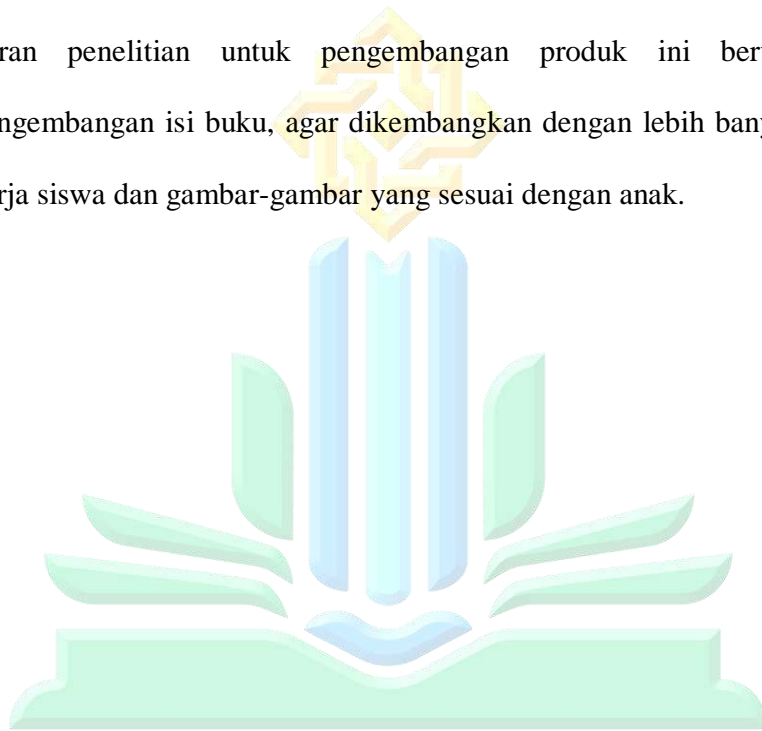 penelitian untuk pengembangan produk ini
isi buku, agar dikembangkan dengan lebih
siswa dan gambar-gambar yang sesuai dengan anak.